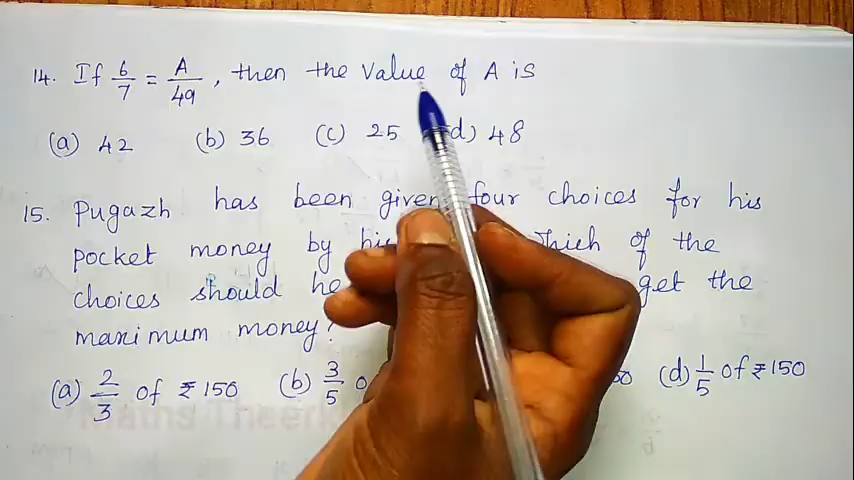 14. If 6/7 = A/49, then the value of A is
(a) 42 (b) 36 (c) 25 (d) 48
15. Pugazh has been given four choices for his
pocket money by his which of the
choices should he get the
maximum money?
(a) 2/3 of ₹150 (b) 3/5 (d) 1/5 of ₹150